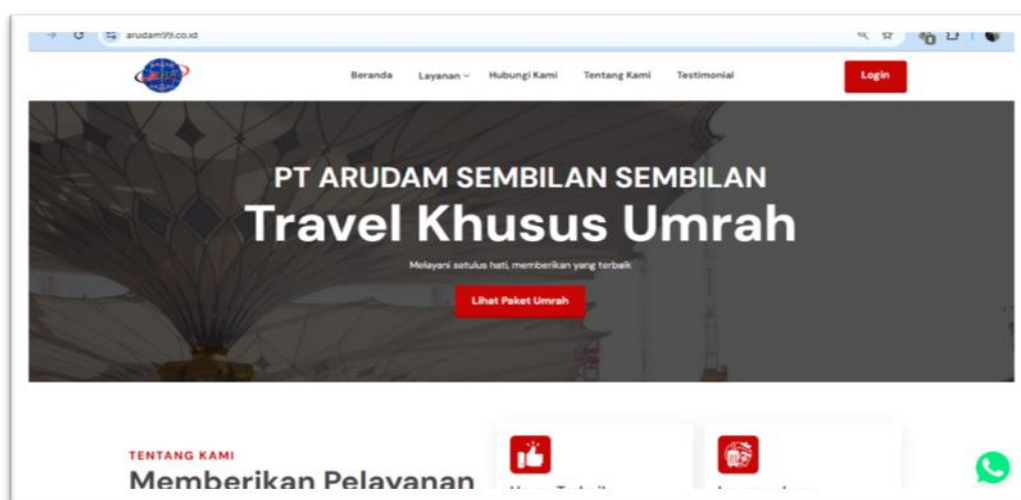 arudam99.co.id
Beranda Layanan Hubungi Kami Tentang Kami Testimonial Login
PT ARUDAM SEMBILAN SEMBILAN
Travel Khusus Umrah
Melayani setulus hati, memberikan yang terbaik
Lihat Paket Umrah
TENTANG KAMI
Memberikan Pelayanan